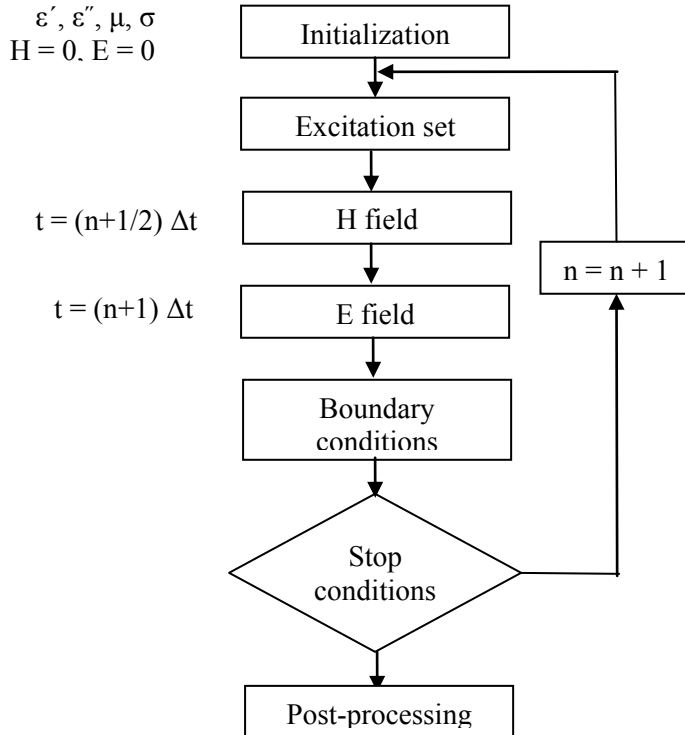 ε´, ε˝, μ, σ
H = 0, E = 0
Initialization
Excitation set
t = (n+1/2) Δt
H field
n = n + 1
t = (n+1) Δt
E field
Boundary
conditions
Stop
conditions
Post-processing